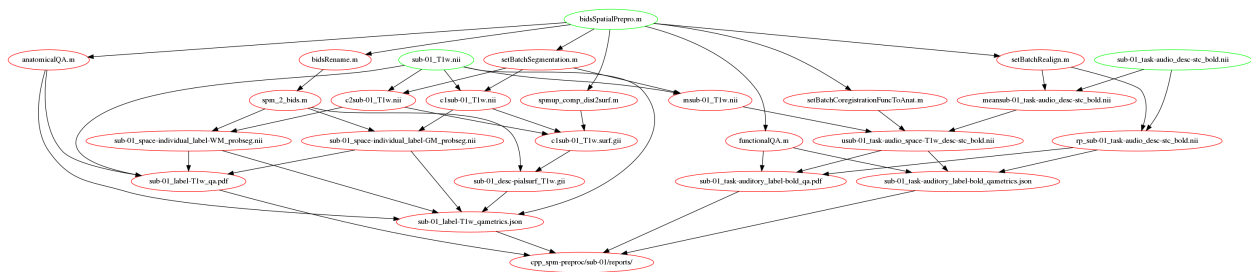 bidsSpatialPrepro.m
anatomicalQA.m
bidsRename.m
sub-01_T1w.nii
setBatchSegmentation.m
setBatchRealign.m
sub-01_task-audio_desc-stc_bold.nii
spm_2_bids.m
c2sub-01_T1w.nii
c1sub-01_T1w.nii
spmup_comp_dist2surf.m
msub-01_T1w.nii
setBatchCoregistrationFuncToAnat.m
meansub-01_task-audio_desc-stc_bold.nii
sub-01_space-individual_label-WM_probseg.nii
sub-01_space-individual_label-GM_probseg.nii
c1sub-01_T1w.surf.gii
functionalQA.m
usub-01_task-audio_space-T1w_desc-stc_bold.nii
rp_sub-01_task-audio_desc-stc_bold.nii
sub-01_label-T1w_qa.pdf
sub-01_desc-pialsurf_T1w.gii
sub-01_task-auditory_label-bold_qa.pdf
sub-01_task-auditory_label-bold_qametrics.json
sub-01_label-T1w_qametrics.json
cpp_spm-preproc/sub-01/reports/